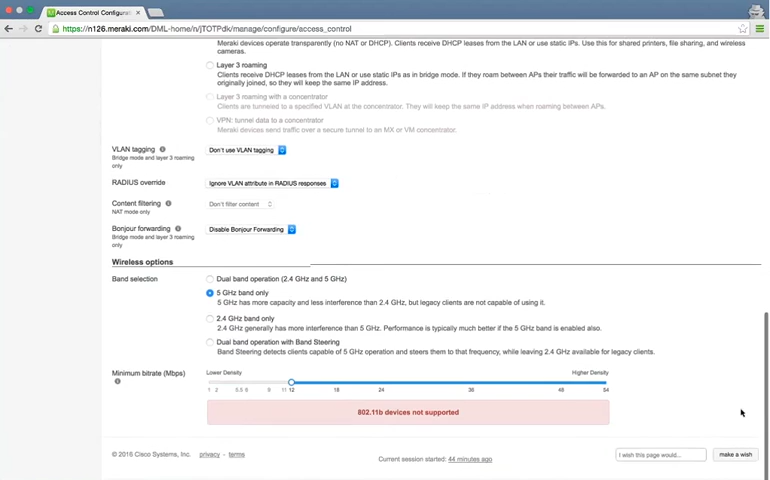 Access Control Configurat
https://n126.meraki.com/DML-home/n/jTOTPdk/manage/configure/access_control
Meraki devices operate transparently (no NAT or DHCP). Clients receive DHCP leases from the LAN or use static IPs. Use this for shared printers, file sharing, and wireless
cameras.
Layer 3 roaming
Clients receive DHCP leases from the LAN or use static IPs as in bridge mode. If they roam between APs their traffic will be forwarded to an AP on the same subnet they
originally joined, so they will keep the same IP address.
Layer 3 roaming with a concentrator
Clients are tunneled to a specified VLAN at the concentrator. They will keep the same IP address when roaming between APs.
VPN: tunnel data to a concentrator
Meraki devices send traffic over a secure tunnel to an MX or VM concentrator.
VLAN tagging
Bridge mode and layer 3 roaming
only
Don't use VLAN tagging
RADIUS override
Ignore VLAN attribute in RADIUS responses
Content filtering
NAT mode only
Don't filter content
Bonjour forwarding
Bridge mode and layer 3 roaming
only
Disable Bonjour Forwarding
Wireless options
Band selection
Dual band operation (2.4 GHz and 5 GHz)
5 GHz band only
5 GHz has more capacity and less interference than 2.4 GHz, but legacy clients are not capable of using it.
2.4 GHz band only
2.4 GHz generally has more interference than 5 GHz. Performance is typically much better if the 5 GHz band is enabled also.
Dual band operation with Band Steering
Band Steering detects clients capable of 5 GHz operation and steers them to that frequency, while leaving 2.4 GHz available for legacy clients.
Minimum bitrate (Mbps)
Lower Density Higher Density
1 2 5.5 6 9 11 12 18 24 36 48 54
802.11b devices not supported
© 2015 Cisco Systems, Inc. privacy - terms
Current session started: 44 minutes ago
I wish this page would...
make a wish